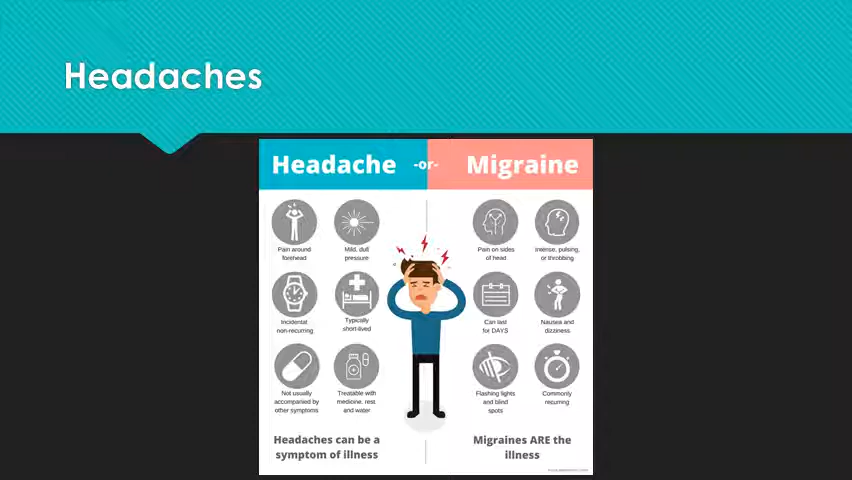 Headaches
Headache -or- Migraine
Pain around
forehead
Mild, dull
pressure
Pain on sides
of head
Intense, pulsing,
or throbbing
Incidental
non-recurring
Typically
short-lived
Can last
for DAYS
Nausea and
dizziness
Not usually
accompanied by
other symptoms
Treatable with
medicine, rest
and water
Flashing lights
and blind
spots
Commonly
recurring
Headaches can be a
symptom of illness
Migraines ARE the
illness